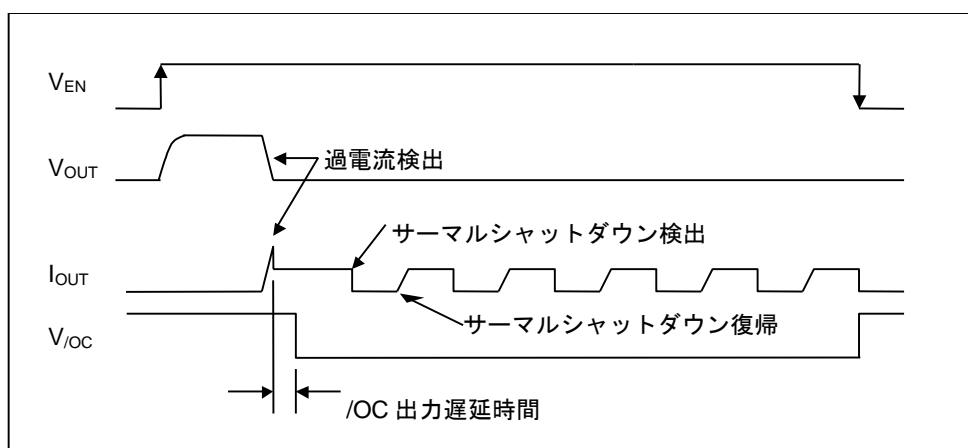 VEN
VOUT
過電流検出
サーマルシャットダウン検出
IOUT
サーマルシャットダウン復帰
V/OC
/OC 出力遅延時間